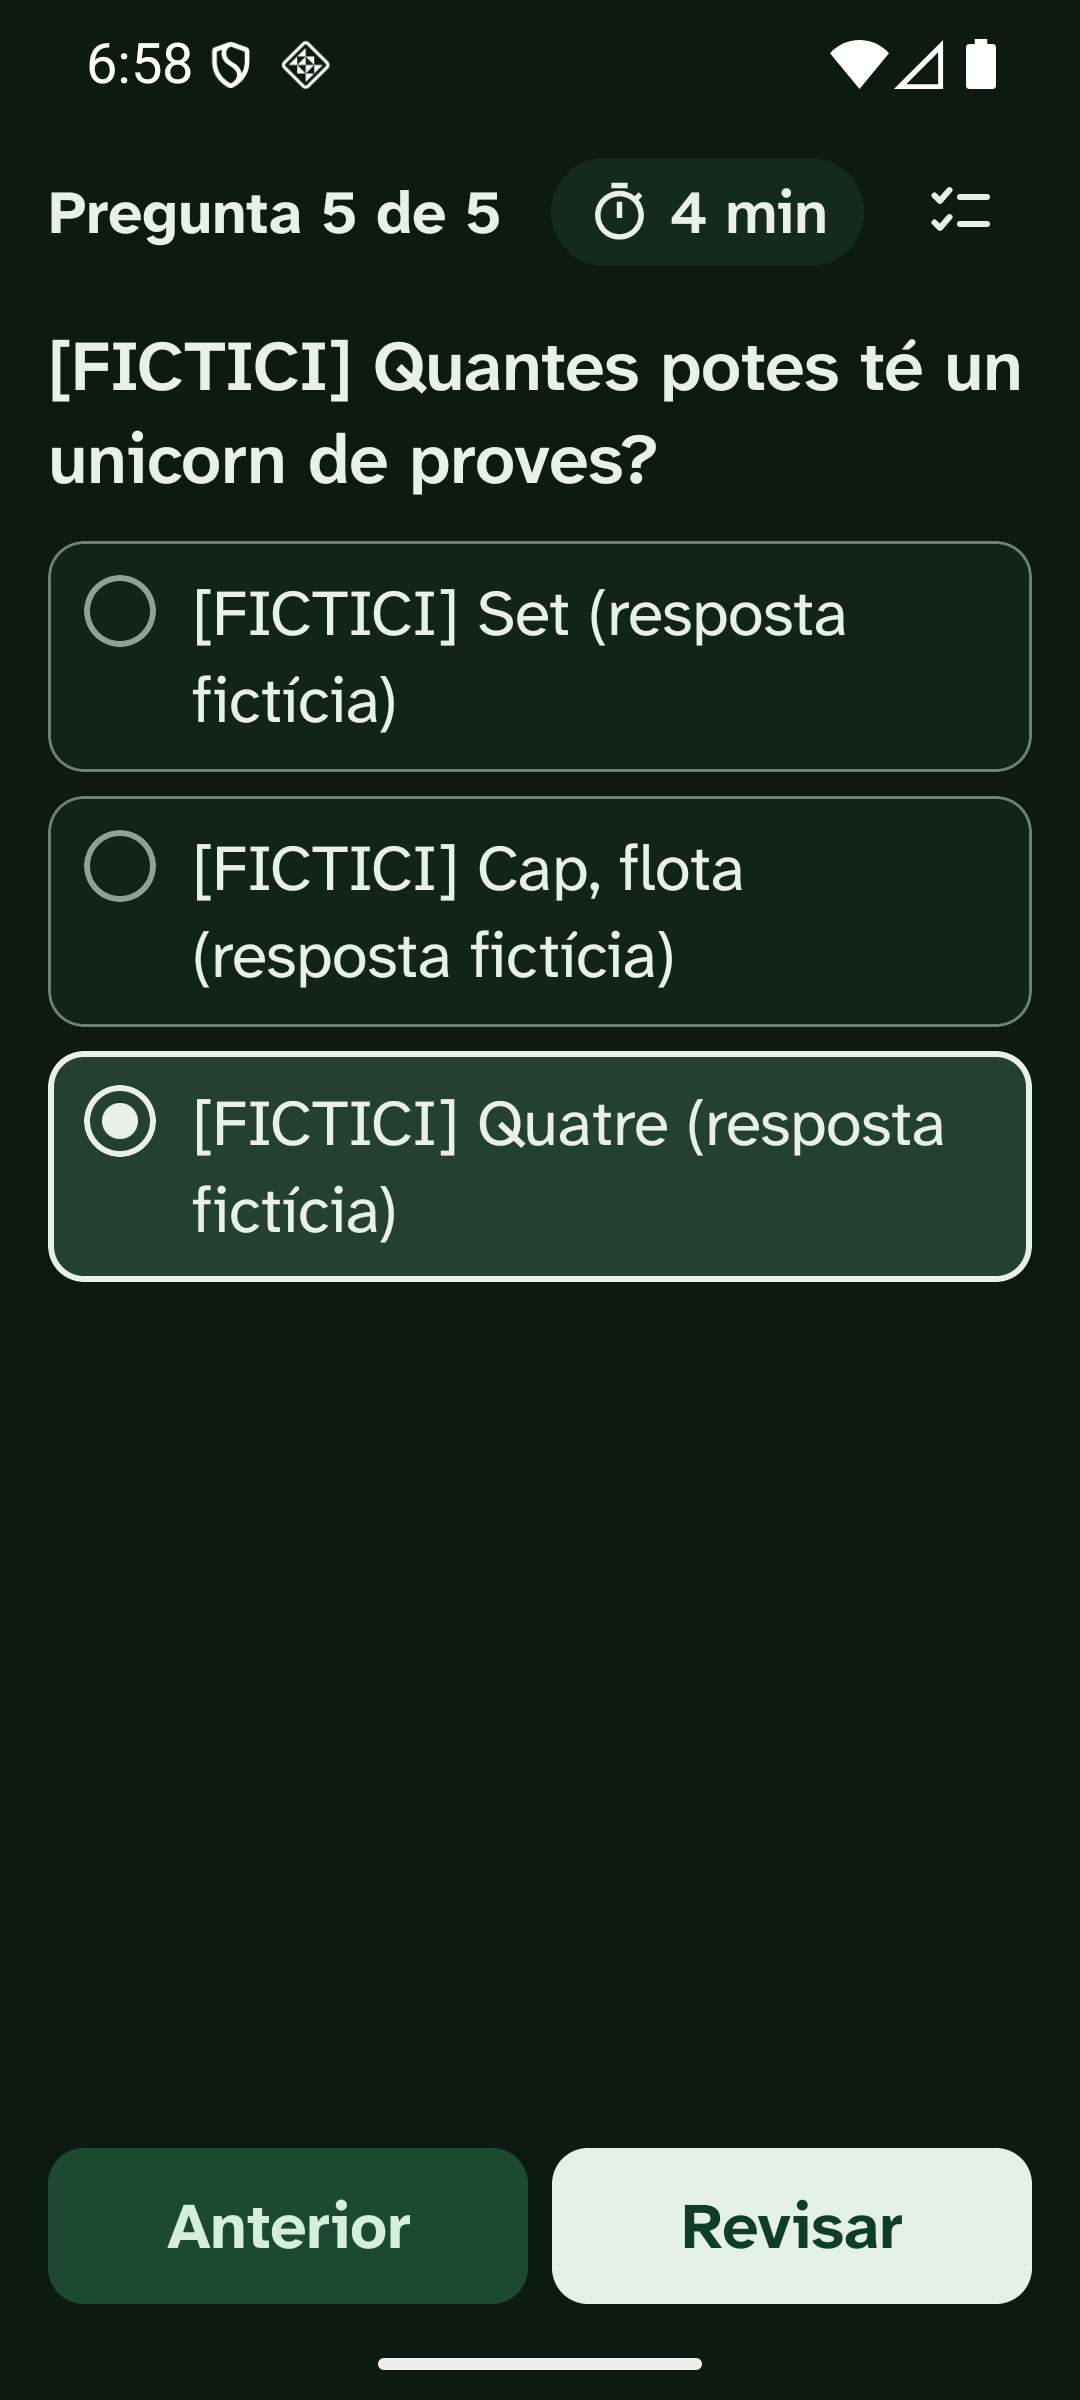 6:58
Pregunta 5 de 5
4 min
[FICTICI] Quantes potes té un
unicorn de proves?
[FICTICI] Set (resposta
fictícia)
[FICTICI] Cap, flota
(resposta fictícia)
[FICTICI] Quatre (resposta
fictícia)
Anterior
Revisar